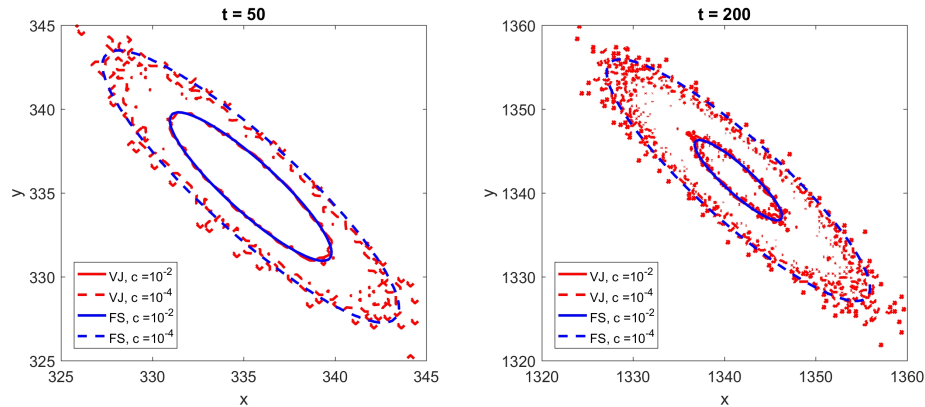 t = 50
345
340
y
335
330
325
VJ, c =10-2
VJ, c =10-4
FS, c =10-2
FS, c =10-4
325 330 335 340 345
x
t = 200
1360
1350
y
1340
1330
1320
VJ, c =10-2
VJ, c =10-4
FS, c =10-2
FS, c =10-4
1320 1330 1340 1350 1360
x